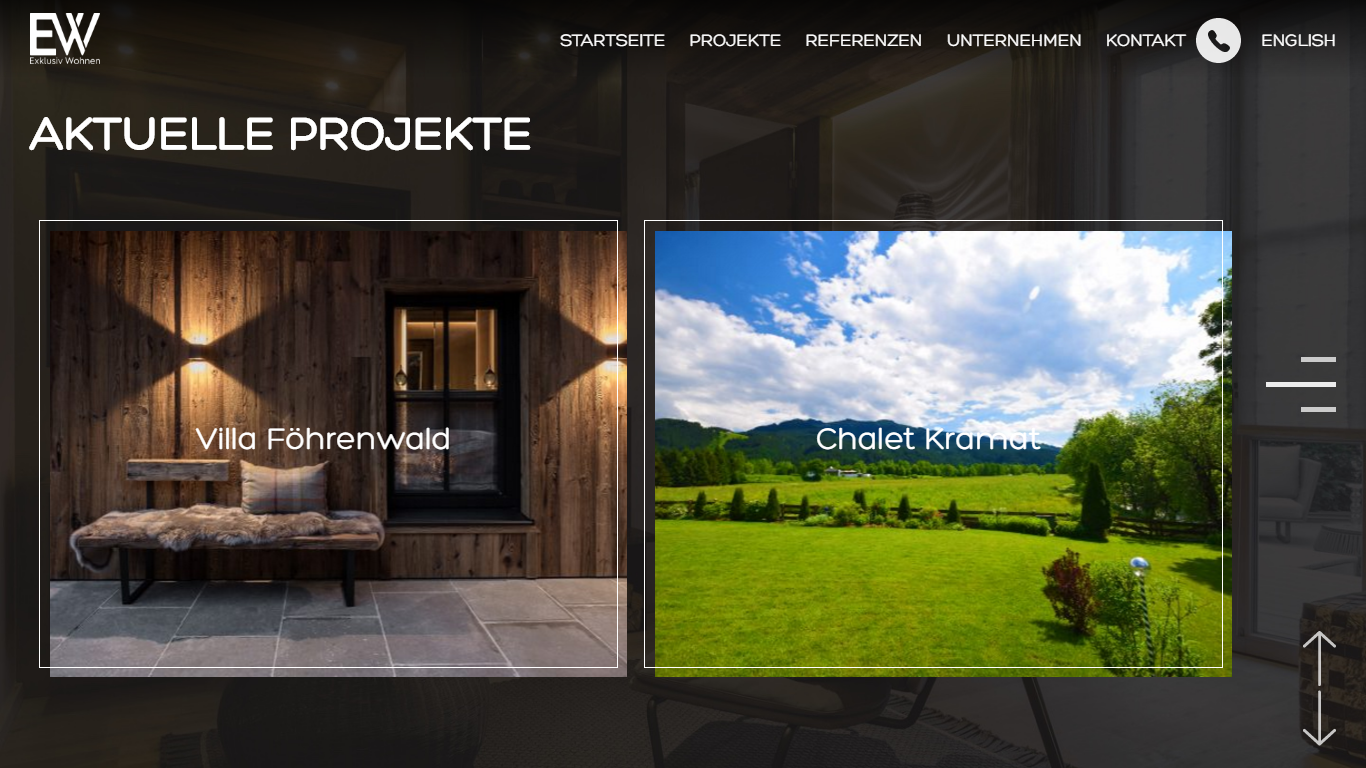 EW
Exklusiv Wohnen
STARTSEITE
PROJEKTE
REFERENZEN
UNTERNEHMEN
KONTAKT
ENGLISH
AKTUELLE PROJEKTE
Villa Föhrenwald
Chalet Kramat